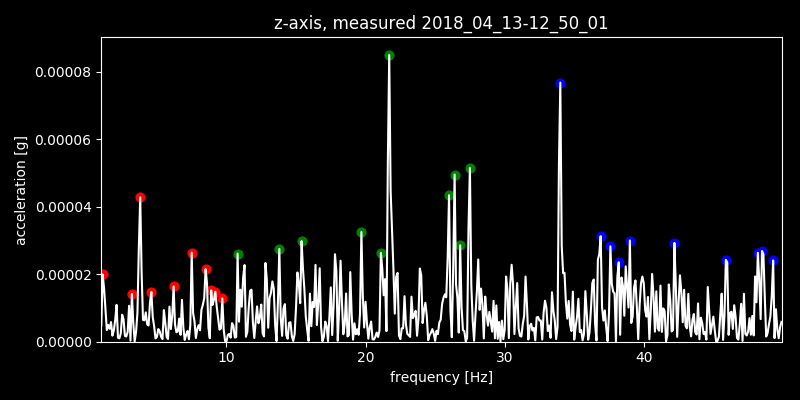 z-axis, measured 2018_04_13-12_50_01
0.00008
0.00006
0.00004
0.00002
0.00000
acceleration [g]
10 20 30 40
frequency [Hz]